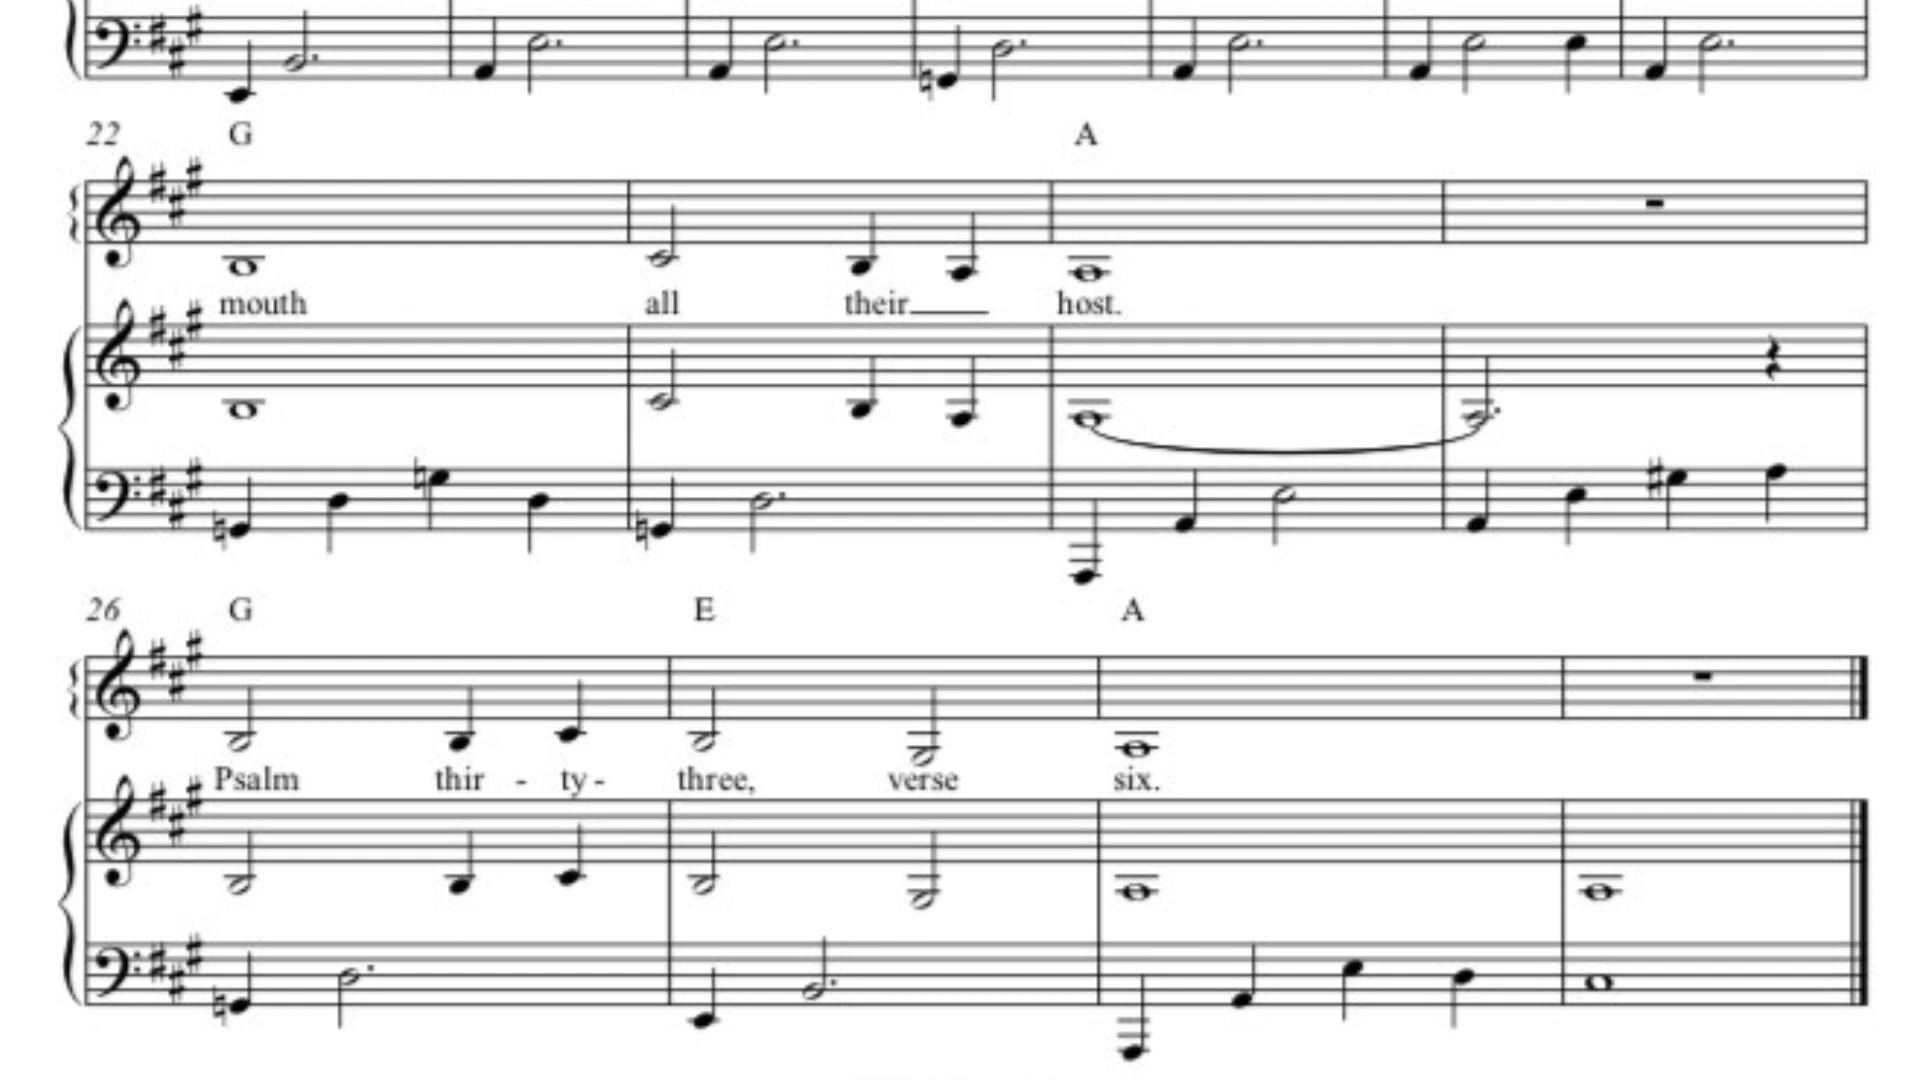 22 G A
mouth all their host.
26 G E A
Psalm thir - ty - three, verse six.